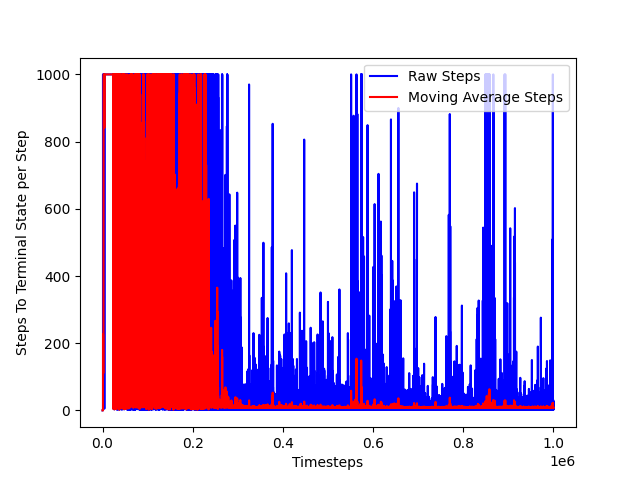 1000
800
600
400
200
0
Steps To Terminal State per Step
Raw Steps
Moving Average Steps
0.0 0.2 0.4 0.6 0.8 1.0
1e6
Timesteps